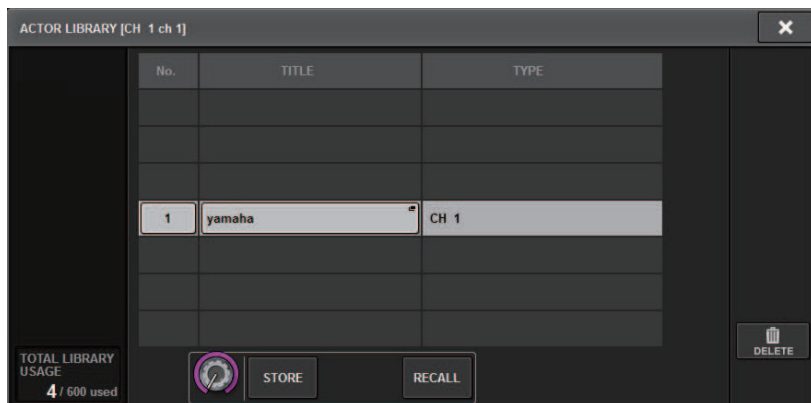 ACTOR LIBRARY [CH 1 ch 1]
No. TITLE TYPE
1 yamaha CH 1
DELETE
TOTAL LIBRARY
USAGE
4 / 600 used
STORE RECALL